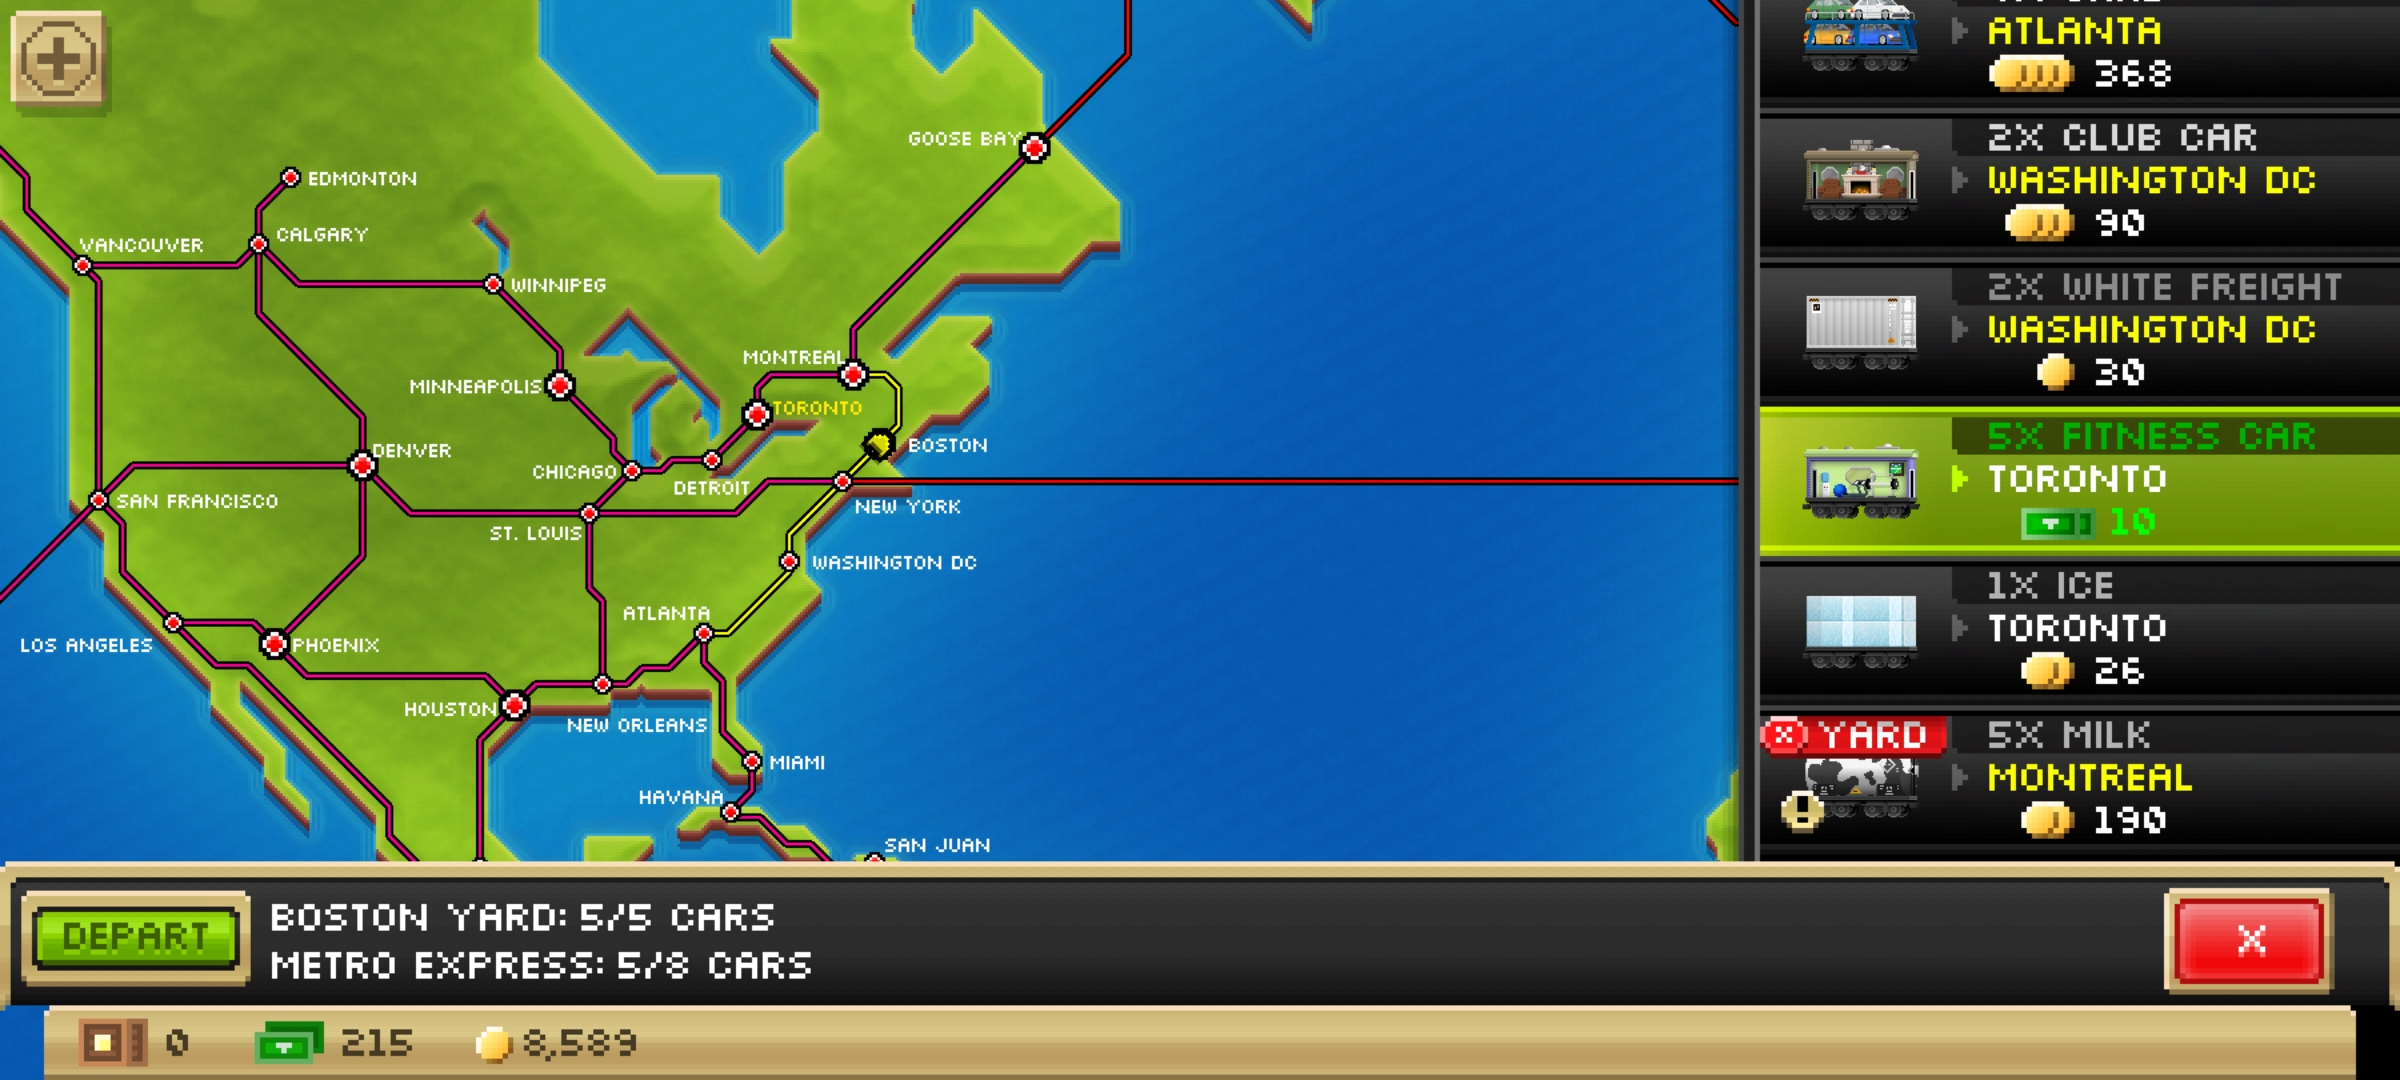 GOOSE BAY
EDMONTON
CALGARY
VANCOUVER
WINNIPEG
MONTREAL
MINNEAPOLIS
TORONTO
BOSTON
DENVER
CHICAGO
DETROIT
SAN FRANCISCO
NEW YORK
ST. LOUIS
WASHINGTON DC
ATLANTA
LOS ANGELES
PHOENIX
HOUSTON
NEW ORLEANS
MIAMI
HAVANA
SAN JUAN
ATLANTA
368
2X CLUB CAR
WASHINGTON DC
90
2X WHITE FREIGHT
WASHINGTON DC
30
5X FITNESS CAR
TORONTO
10
1X ICE
TORONTO
26
X YARD
5X MILK
MONTREAL
!
190
DEPART
BOSTON YARD: 5/5 CARS
METRO EXPRESS: 5/8 CARS
X
0
215
8,589